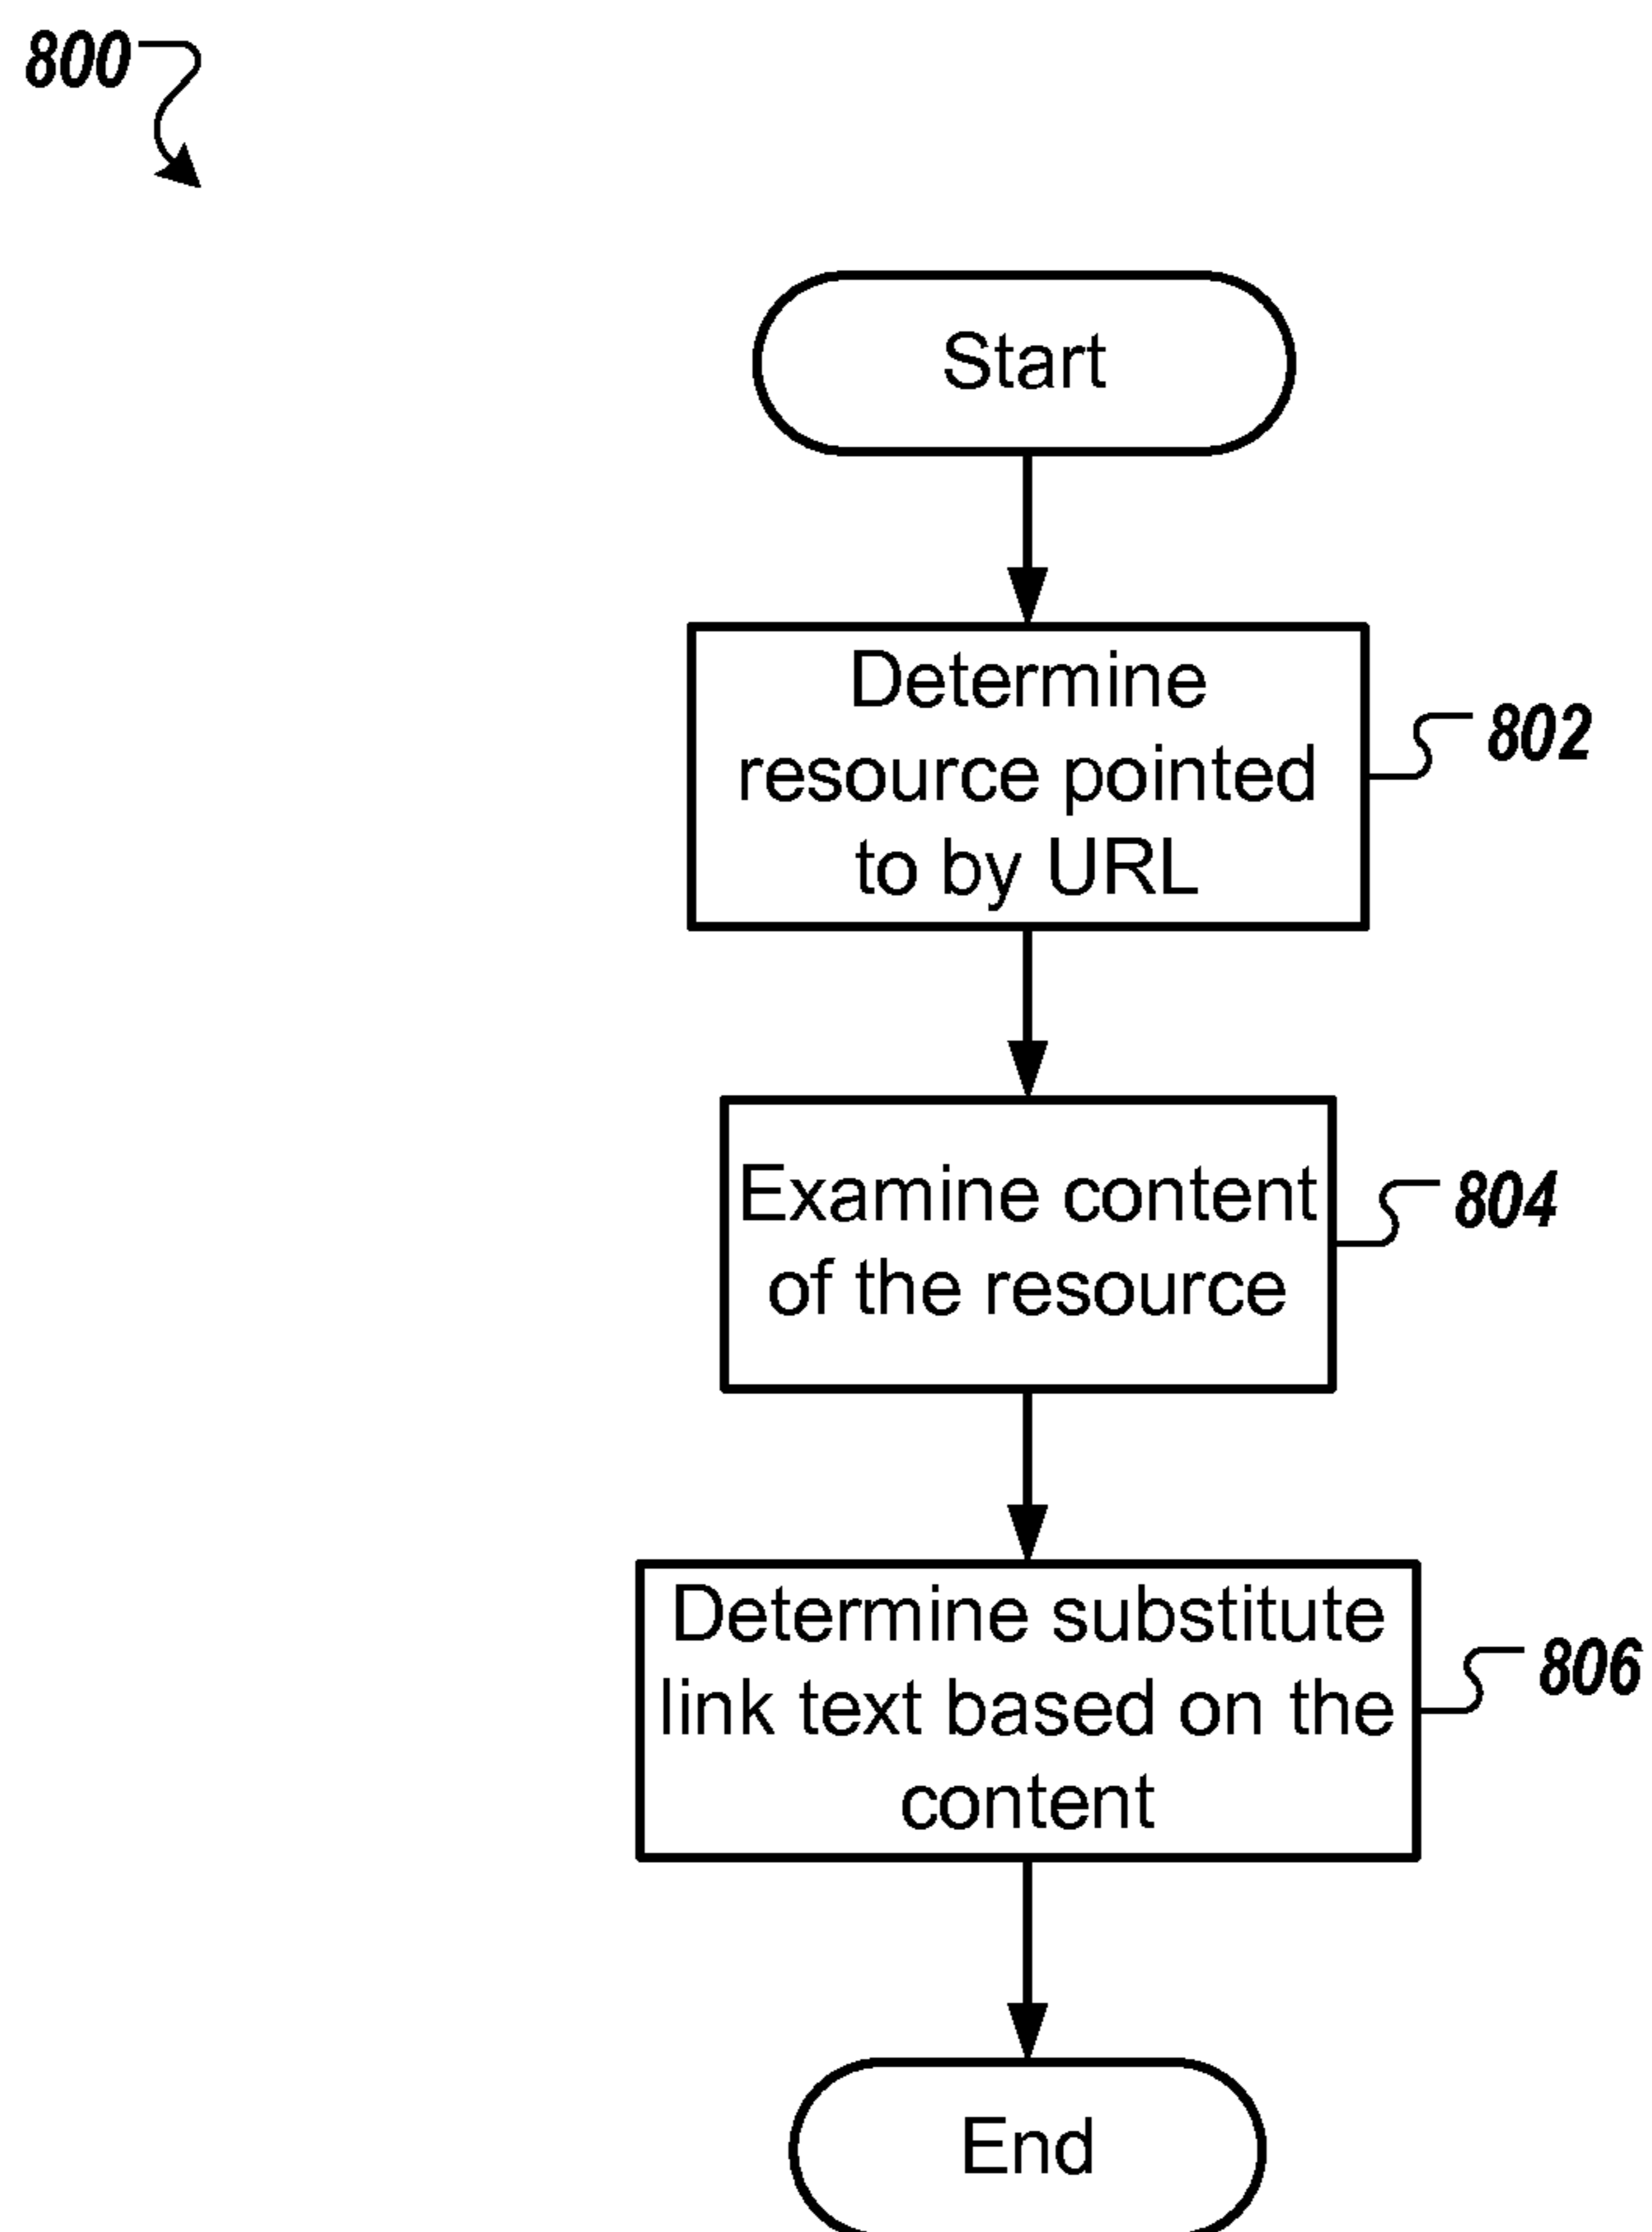 800
Start
Determine
resource pointed
to by URL
802
Examine content
of the resource
804
Determine substitute
link text based on the
content
806
End